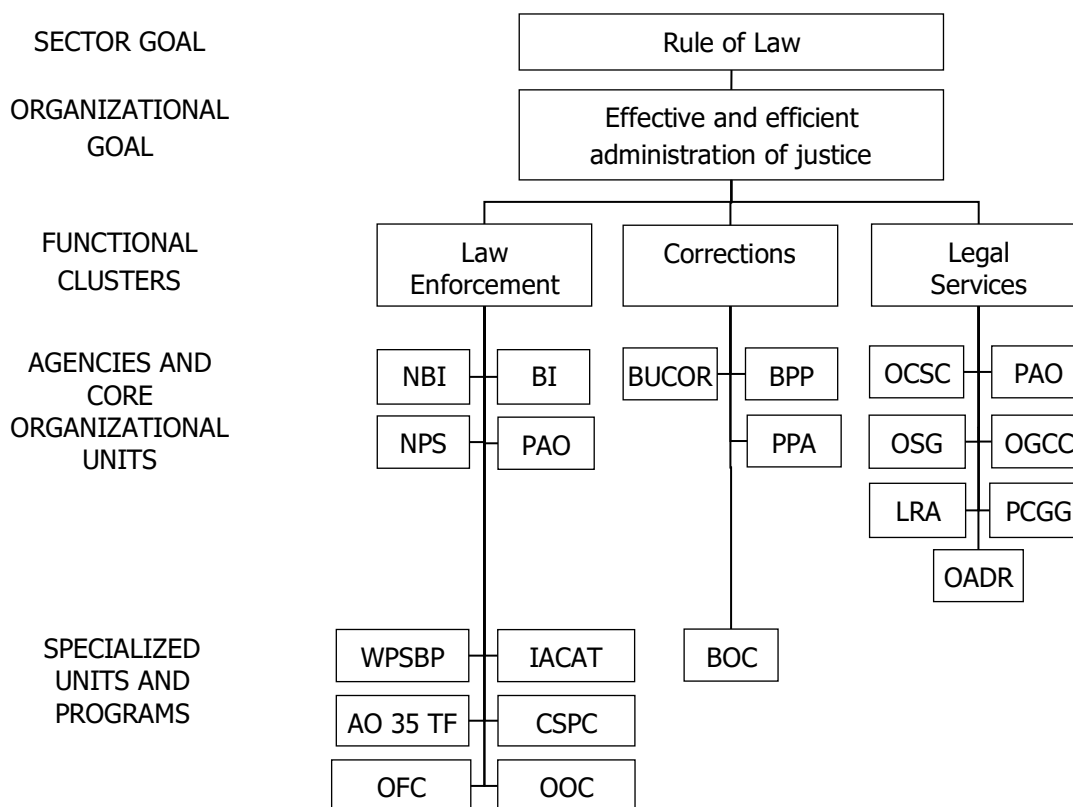 SECTOR GOAL
Rule of Law
ORGANIZATIONAL
GOAL
Effective and efficient
administration of justice
FUNCTIONAL
CLUSTERS
Law
Enforcement
Corrections
Legal
Services
AGENCIES AND
CORE
ORGANIZATIONAL
UNITS
NBI
BI
BUCOR
BPP
OCSC
PAO
NPS
PAO
PPA
OSG
OGCC
LRA
PCGG
OADR
SPECIALIZED
UNITS AND
PROGRAMS
WPSBP
IACAT
BOC
AO 35 TF
CSPC
OFC
OOC